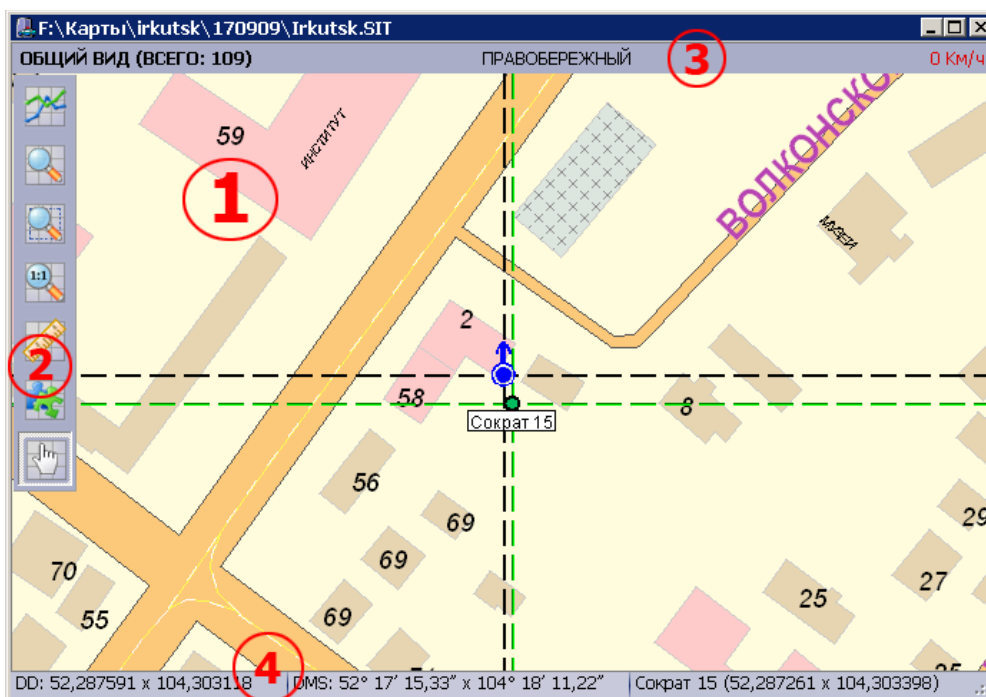 F:\Карты\irkutsk\170909\Irkutsk.SIT
ОБЩИЙ ВИД (ВСЕГО: 109)
ПРАВОБЕРЕЖНЫЙ
3
0 Км/ч
59
ИНСТИТУТ
1
ВОЛКОНСКО
МУЗЕЙ
1:1
2
2
58
8
Сократ 15
56
69
29
69
70
27
25
55
69
4
25
DD: 52,287591 x 104,303118
DMS: 52° 17' 15,33" x 104° 18' 11,22"
Сократ 15 (52,287261 x 104,303398)